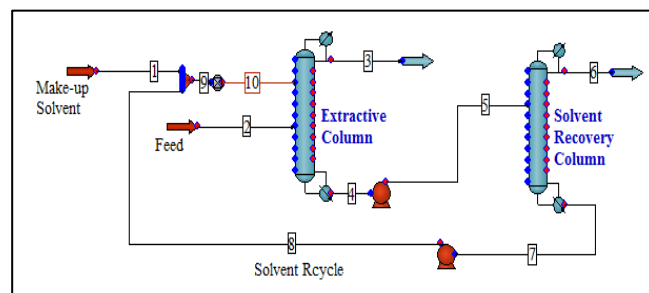 1
3
6
Make-up
Solvent
9
10
Extractive
Column
5
Solvent
Recovery
Column
Feed
2
4
8
7
Solvent Rcycle